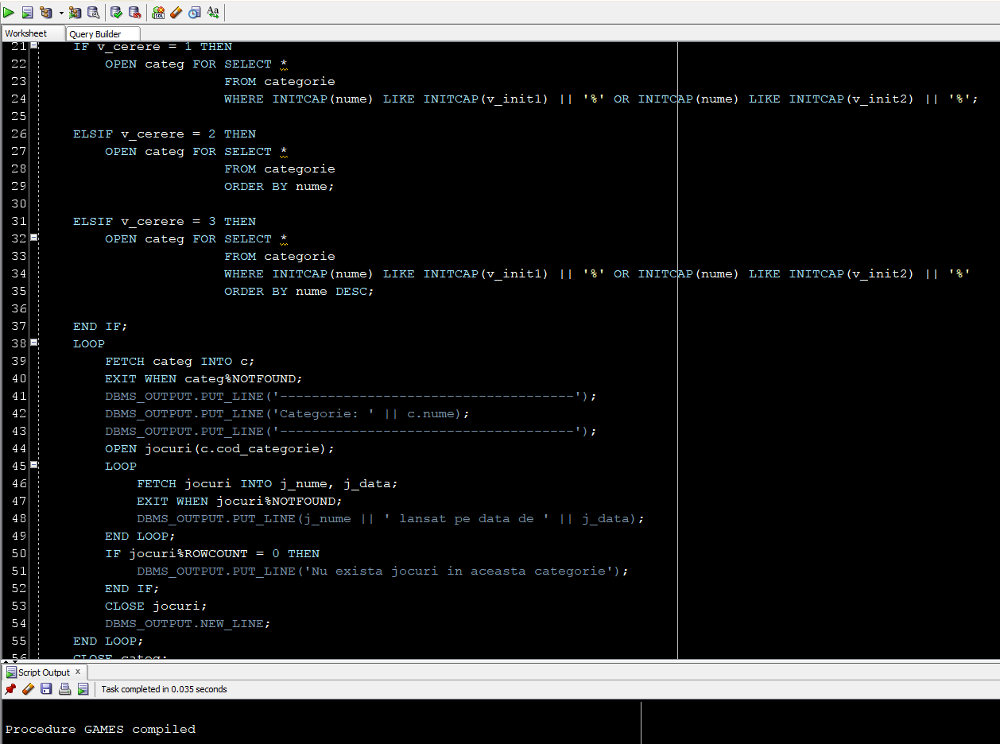 Worksheet
Query Builder
21 IF v_cerere = 1 THEN
22 OPEN categ FOR SELECT *
23 FROM categorie
24 WHERE INITCAP(nume) LIKE INITCAP(v_init1) || '%' OR INITCAP(nume) LIKE INITCAP(v_init2) || '%';
25
26 ELSIF v_cerere = 2 THEN
27 OPEN categ FOR SELECT *
28 FROM categorie
29 ORDER BY nume;
30
31 ELSIF v_cerere = 3 THEN
32 OPEN categ FOR SELECT *
33 FROM categorie
34 WHERE INITCAP(nume) LIKE INITCAP(v_init1) || '%' OR INITCAP(nume) LIKE INITCAP(v_init2) || '%'
35 ORDER BY nume DESC;
36
37 END IF;
38 LOOP
39 FETCH categ INTO c;
40 EXIT WHEN categ%NOTFOUND;
41 DBMS_OUTPUT.PUT_LINE('-------------------------------------');
42 DBMS_OUTPUT.PUT_LINE('Categorie: ' || c.nume);
43 DBMS_OUTPUT.PUT_LINE('-------------------------------------');
44 OPEN jocuri(c.cod_categorie);
45 LOOP
46 FETCH jocuri INTO j_nume, j_data;
47 EXIT WHEN jocuri%NOTFOUND;
48 DBMS_OUTPUT.PUT_LINE(j_nume || ' lansat pe data de ' || j_data);
49 END LOOP;
50 IF jocuri%ROWCOUNT = 0 THEN
51 DBMS_OUTPUT.PUT_LINE('Nu exista jocuri in aceasta categorie');
52 END IF;
53 CLOSE jocuri;
54 DBMS_OUTPUT.NEW_LINE;
55 END LOOP;
56 CLOSE categ;
Script Output x
Task completed in 0.035 seconds
Procedure GAMES compiled